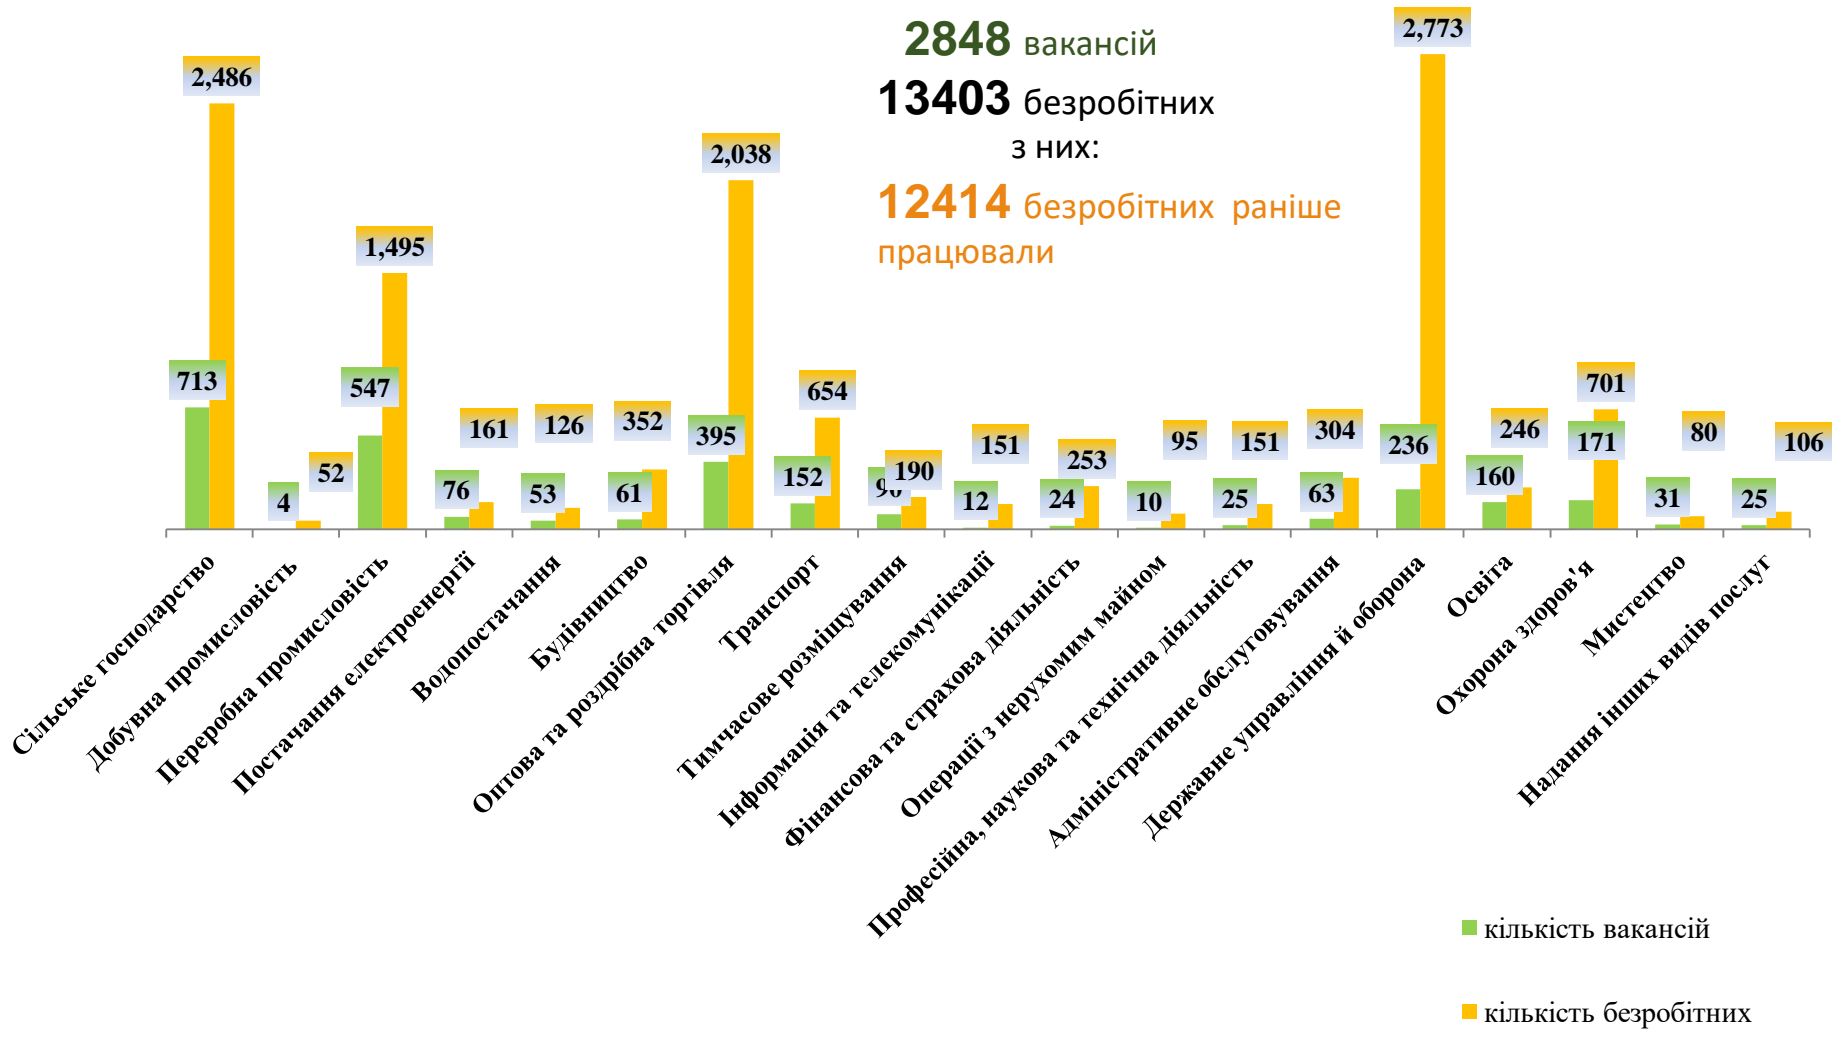 2848 вакансій
13403 безробітних
з них:
12414 безробітних раніше
працювали
2,486
2,773
2,038
1,495
713
547
4
52
76
161
53
126
61
352
395
152
654
190
12
151
24
253
10
95
25
151
63
304
236
160
246
171
701
31
80
25
106
Сільське господарство
Добувна промисловість
Переробна промисловість
Постачання електроенергії
Водопостачання
Будівництво
Оптова та роздрібна торгівля
Транспорт
Тимчасове розміщування
Інформація та телекомунікації
Фінансова та страхова діяльність
Операції з нерухомим майном
Професійна, наукова та технічна діяльність
Адміністративне обслуговування
Державне управління й оборона
Освіта
Охорона здоров'я
Мистецтво
Надання інших видів послуг
кількість вакансій
кількість безробітних